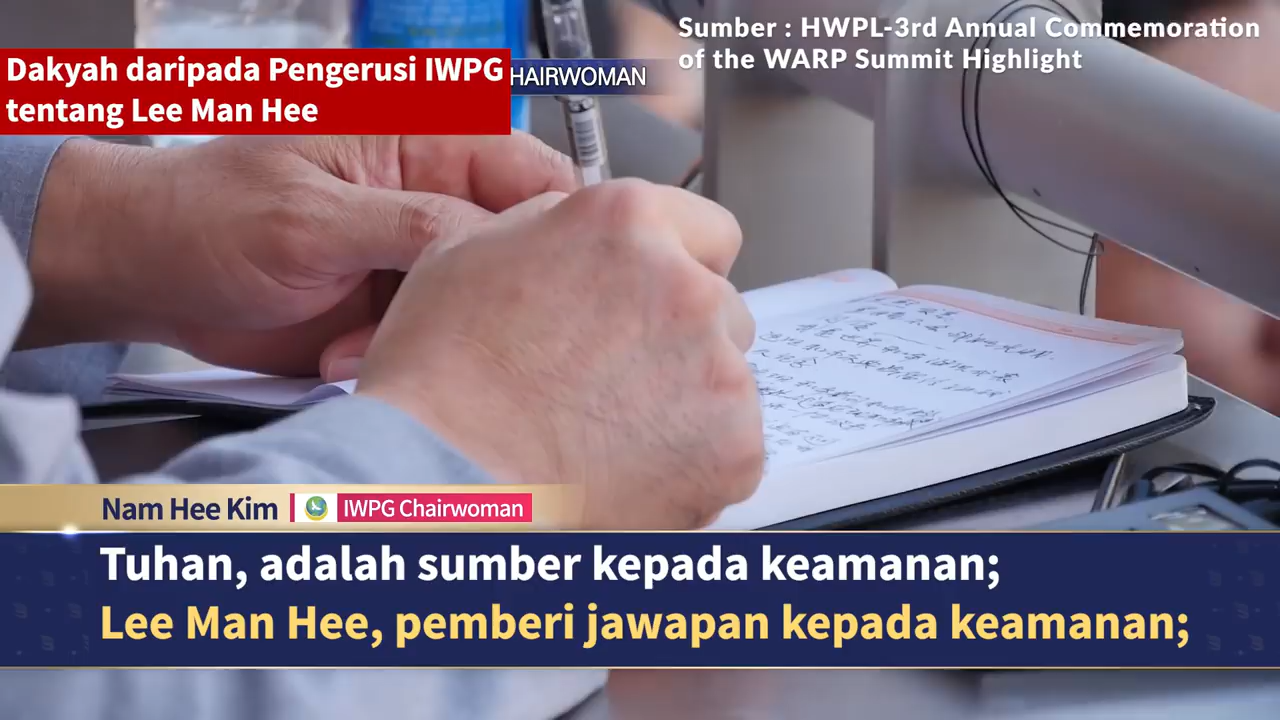 Sumber : HWPL-3rd Annual Commemoration
of the WARP Summit Highlight
Dakyah daripada Pengerusi IWPG
tentang Lee Man Hee
HAIRWOMAN
Nam Hee Kim
IWPG Chairwoman
Tuhan, adalah sumber kepada keamanan;
Lee Man Hee, pemberi jawapan kepada keamanan;